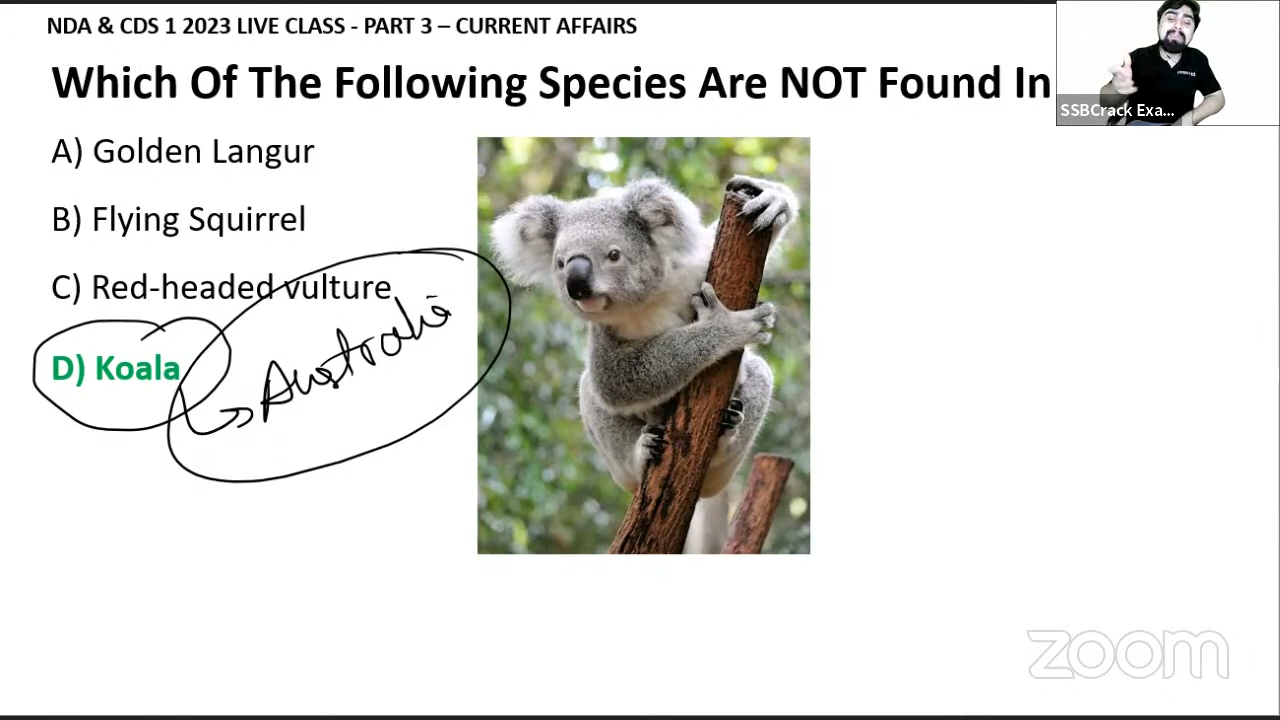 NDA & CDS 1 2023 LIVE CLASS - PART 3 – CURRENT AFFAIRS
Which Of The Following Species Are NOT Found In
SSBCrack Exa...
A) Golden Langur
B) Flying Squirrel
C) Red-headed vulture
D) Koala
Australia
zoom